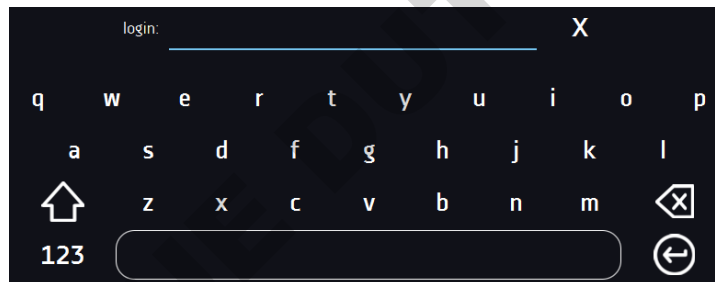 login: X
q w e r t y u i o p
a s d f g h j k l
z x c v b n m
123